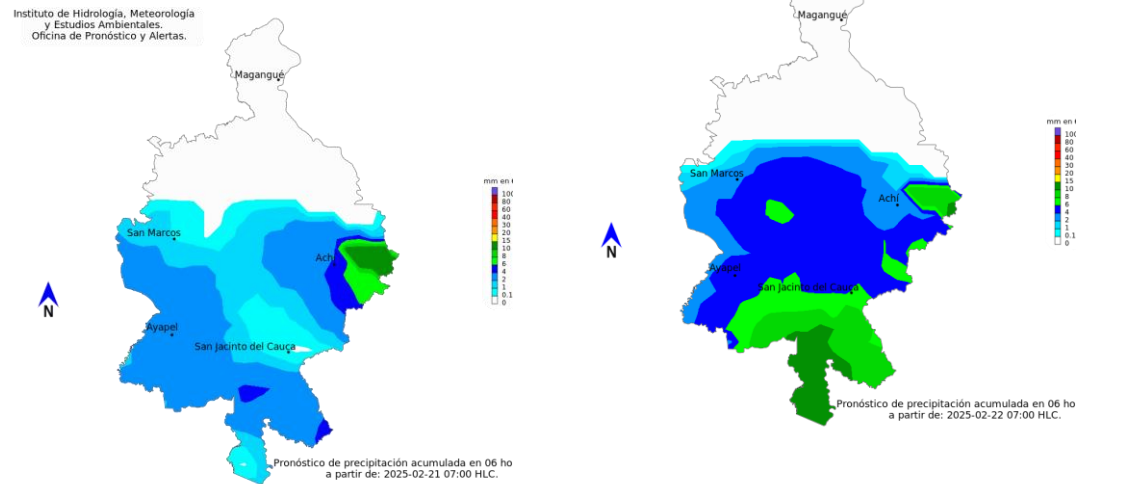 Instituto de Hidrología, Meteorología
y Estudios Ambientales.
Oficina de Pronóstico y Alertas.
Magangué
San Marcos
Achí
Ayapel
San Jacinto del Cauca
N
mm en
100
80
60
40
30
20
15
10
8
6
4
2
1
0.1
0
Pronóstico de precipitación acumulada en 06 ho
a partir de: 2025-02-21 07:00 HLC.
Magangué
San Marcos
Achí
Ayapel
San Jacinto del Cauca
N
mm en
100
80
60
40
30
20
15
10
8
6
4
2
1
0.1
0
Pronóstico de precipitación acumulada en 06 ho
a partir de: 2025-02-22 07:00 HLC.